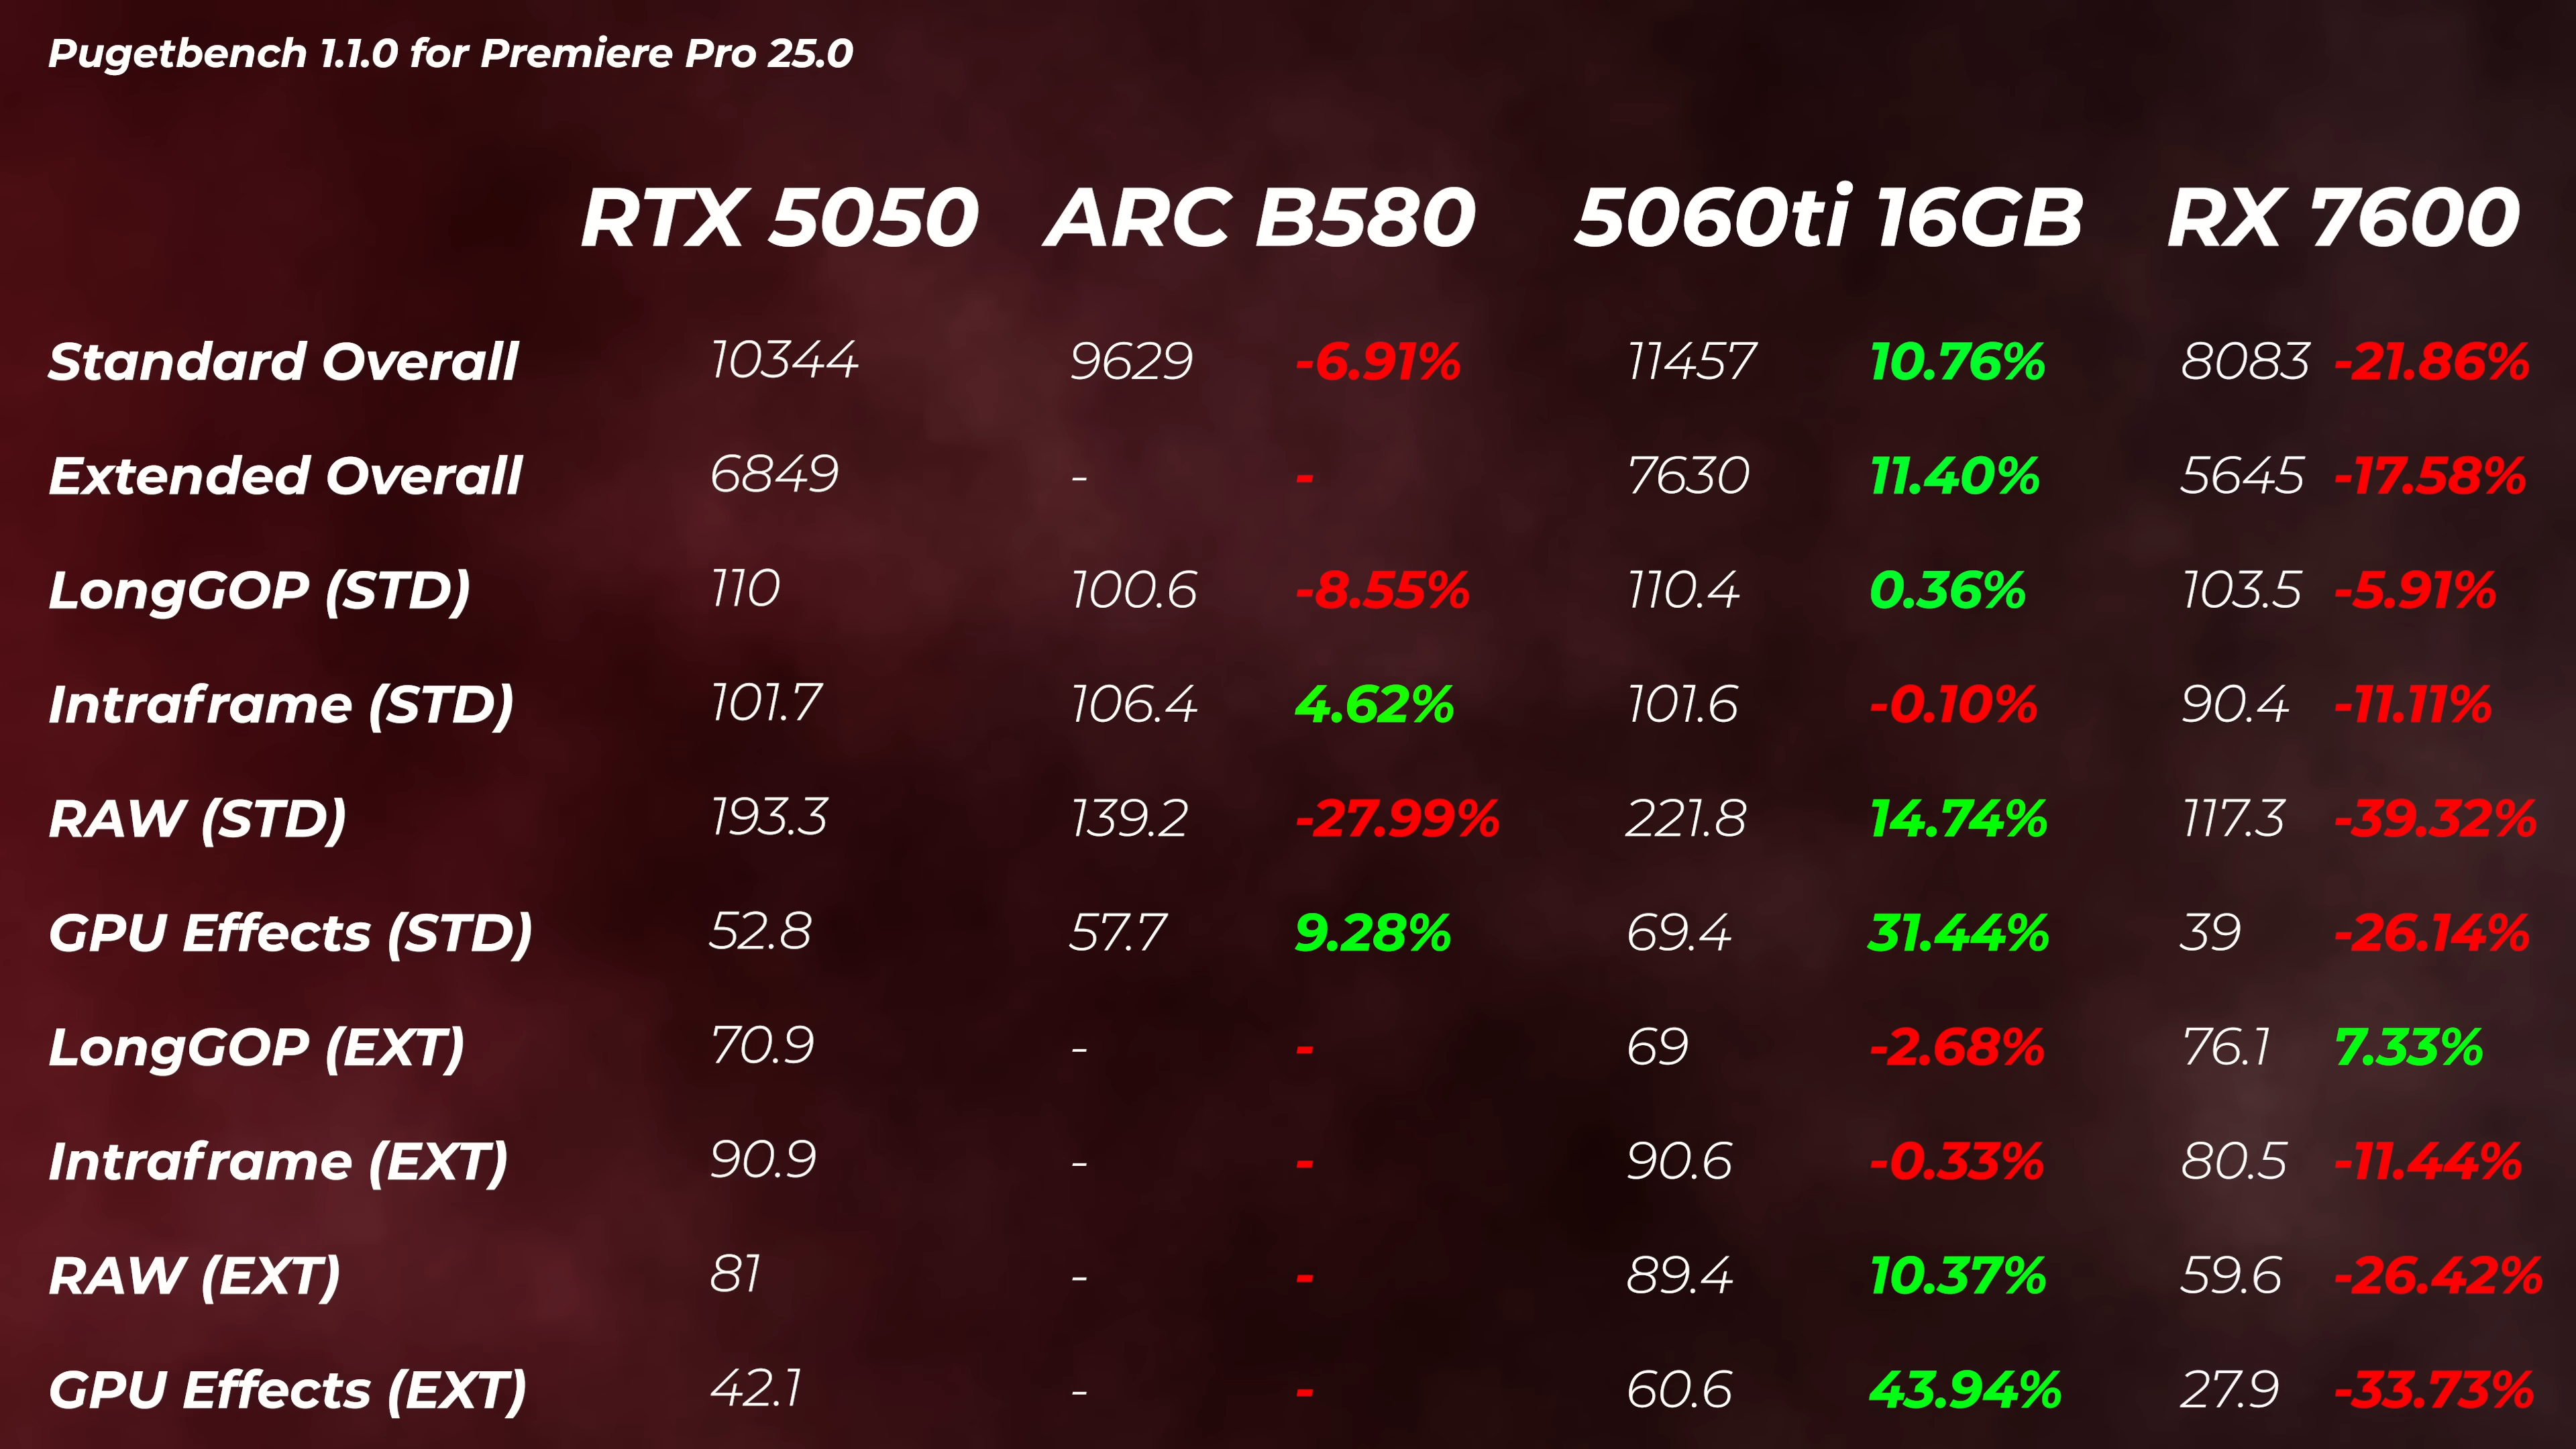 Pugetbench 1.1.0 for Premiere Pro 25.0
RTX 5050 ARC B580 5060ti 16GB RX 7600
Standard Overall 10344 9629 -6.91% 11457 10.76% 8083 -21.86%
Extended Overall 6849 - - 7630 11.40% 5645 -17.58%
LongGOP (STD) 110 100.6 -8.55% 110.4 0.36% 103.5 -5.91%
Intraframe (STD) 101.7 106.4 4.62% 101.6 -0.10% 90.4 -11.11%
RAW (STD) 193.3 139.2 -27.99% 221.8 14.74% 117.3 -39.32%
GPU Effects (STD) 52.8 57.7 9.28% 69.4 31.44% 39 -26.14%
LongGOP (EXT) 70.9 - - 69 -2.68% 76.1 7.33%
Intraframe (EXT) 90.9 - - 90.6 -0.33% 80.5 -11.44%
RAW (EXT) 81 - - 89.4 10.37% 59.6 -26.42%
GPU Effects (EXT) 42.1 - - 60.6 43.94% 27.9 -33.73%